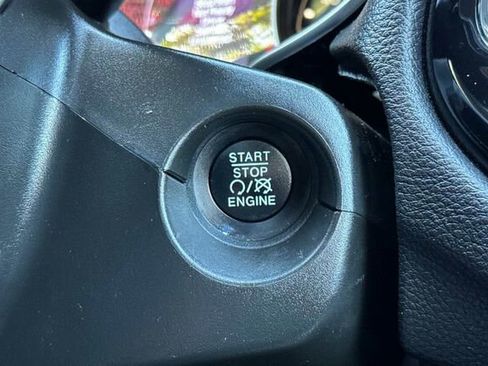 START
STOP
/
ENGINE